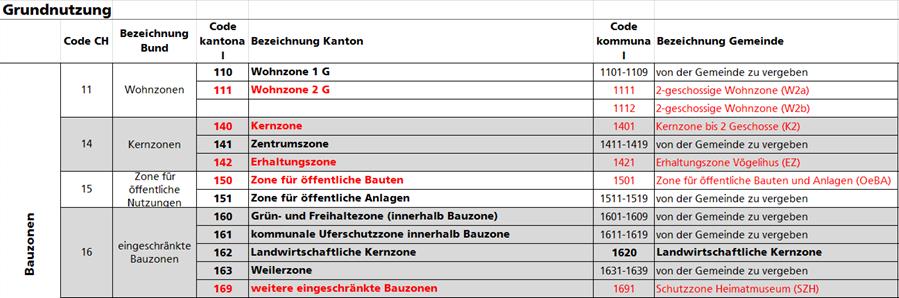 Grundnutzung
Code CH Bezeichnung Bund Code kantona l Bezeichnung Kanton Code kommuna l Bezeichnung Gemeinde
Bauzonen
11 Wohnzonen
110 Wohnzone 1 G 1101-1109 von der Gemeinde zu vergeben
111 Wohnzone 2 G 1111 2-geschossige Wohnzone (W2a)
1112 2-geschossige Wohnzone (W2b)
14 Kernzonen
140 Kernzone 1401 Kernzone bis 2 Geschosse (K2)
141 Zentrumszone 1411-1419 von der Gemeinde zu vergeben
142 Erhaltungszone 1421 Erhaltungszone Vögelihus (EZ)
15 Zone für öffentliche Nutzungen
150 Zone für öffentliche Bauten 1501 Zone für öffentliche Bauten und Anlagen (OeBA)
151 Zone für öffentliche Anlagen 1511-1519 von der Gemeinde zu vergeben
16 eingeschränkte Bauzonen
160 Grün- und Freihaltezone (innerhalb Bauzone) 1601-1609 von der Gemeinde zu vergeben
161 kommunale Uferschutzzone innerhalb Bauzone 1611-1619 von der Gemeinde zu vergeben
162 Landwirtschaftliche Kernzone 1620 Landwirtschaftliche Kernzone
163 Weilerzone 1631-1639 von der Gemeinde zu vergeben
169 weitere eingeschränkte Bauzonen 1691 Schutzzone Heimatmuseum (SZH)